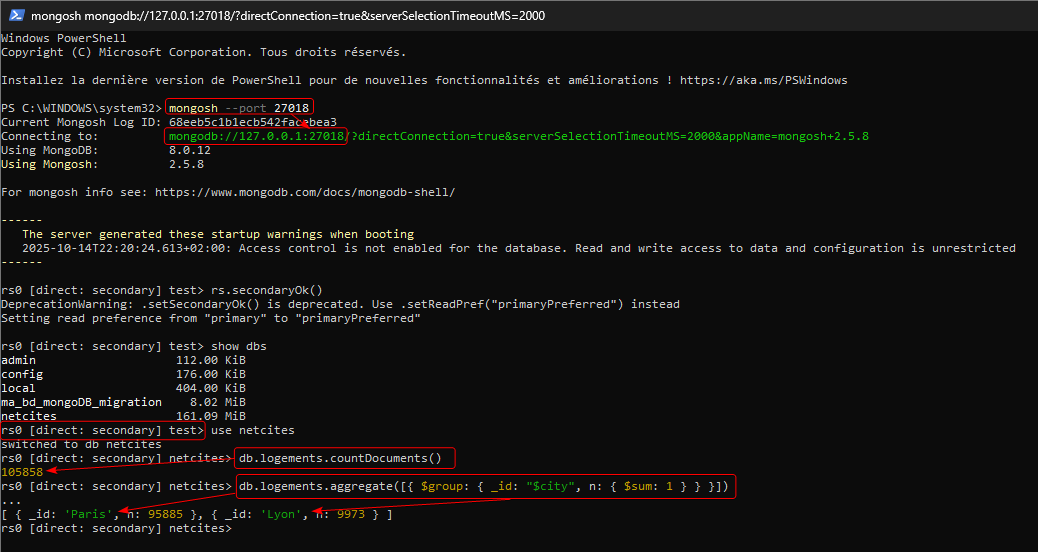 mongosh mongodb://127.0.0.1:27018/?directConnection=true&serverSelectionTimeoutMS=2000
Windows PowerShell
Copyright (C) Microsoft Corporation. Tous droits réservés.
Installez la dernière version de PowerShell pour de nouvelles fonctionnalités et améliorations ! https://aka.ms/PSWindows
PS C:\WINDOWS\system32> mongosh --port 27018
Current Mongosh Log ID: 68eeb5c1b1ecb542facebea3
Connecting to: mongodb://127.0.0.1:27018/?directConnection=true&serverSelectionTimeoutMS=2000&appName=mongosh+2.5.8
Using MongoDB: 8.0.12
Using Mongosh: 2.5.8
For mongosh info see: https://www.mongodb.com/docs/mongodb-shell/
------
The server generated these startup warnings when booting
2025-10-14T22:20:24.613+02:00: Access control is not enabled for the database. Read and write access to data and configuration is unrestricted
------
rs0 [direct: secondary] test> rs.secondaryOk()
DeprecationWarning: .setSecondaryOk() is deprecated. Use .setReadPref("primaryPreferred") instead
Setting read preference from "primary" to "primaryPreferred"
rs0 [direct: secondary] test> show dbs
admin 112.00 KiB
config 176.00 KiB
local 404.00 KiB
ma_bd_mongoDB_migration 8.02 MiB
netcites 161.09 MiB
rs0 [direct: secondary] test> use netcites
switched to db netcites
rs0 [direct: secondary] netcites> db.logements.countDocuments()
105858
rs0 [direct: secondary] netcites> db.logements.aggregate([{ $group: { _id: "$city", n: { $sum: 1 } } }])
...
[ { _id: 'Paris', n: 95885 }, { _id: 'Lyon', n: 9973 } ]
rs0 [direct: secondary] netcites>